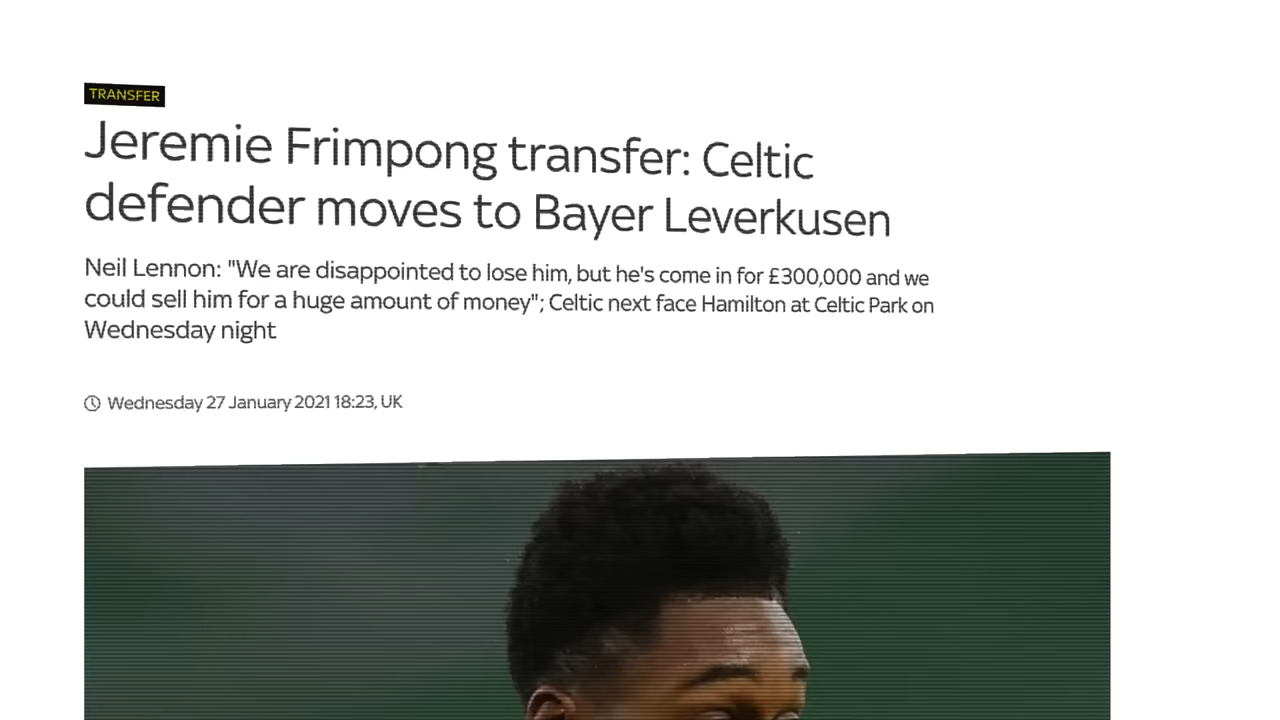 TRANSFER
Jeremie Frimpong transfer: Celtic
defender moves to Bayer Leverkusen
Neil Lennon: "We are disappointed to lose him, but he's come in for £300,000 and we
could sell him for a huge amount of money"; Celtic next face Hamilton at Celtic Park on
Wednesday night
Wednesday 27 January 2021 18:23, UK